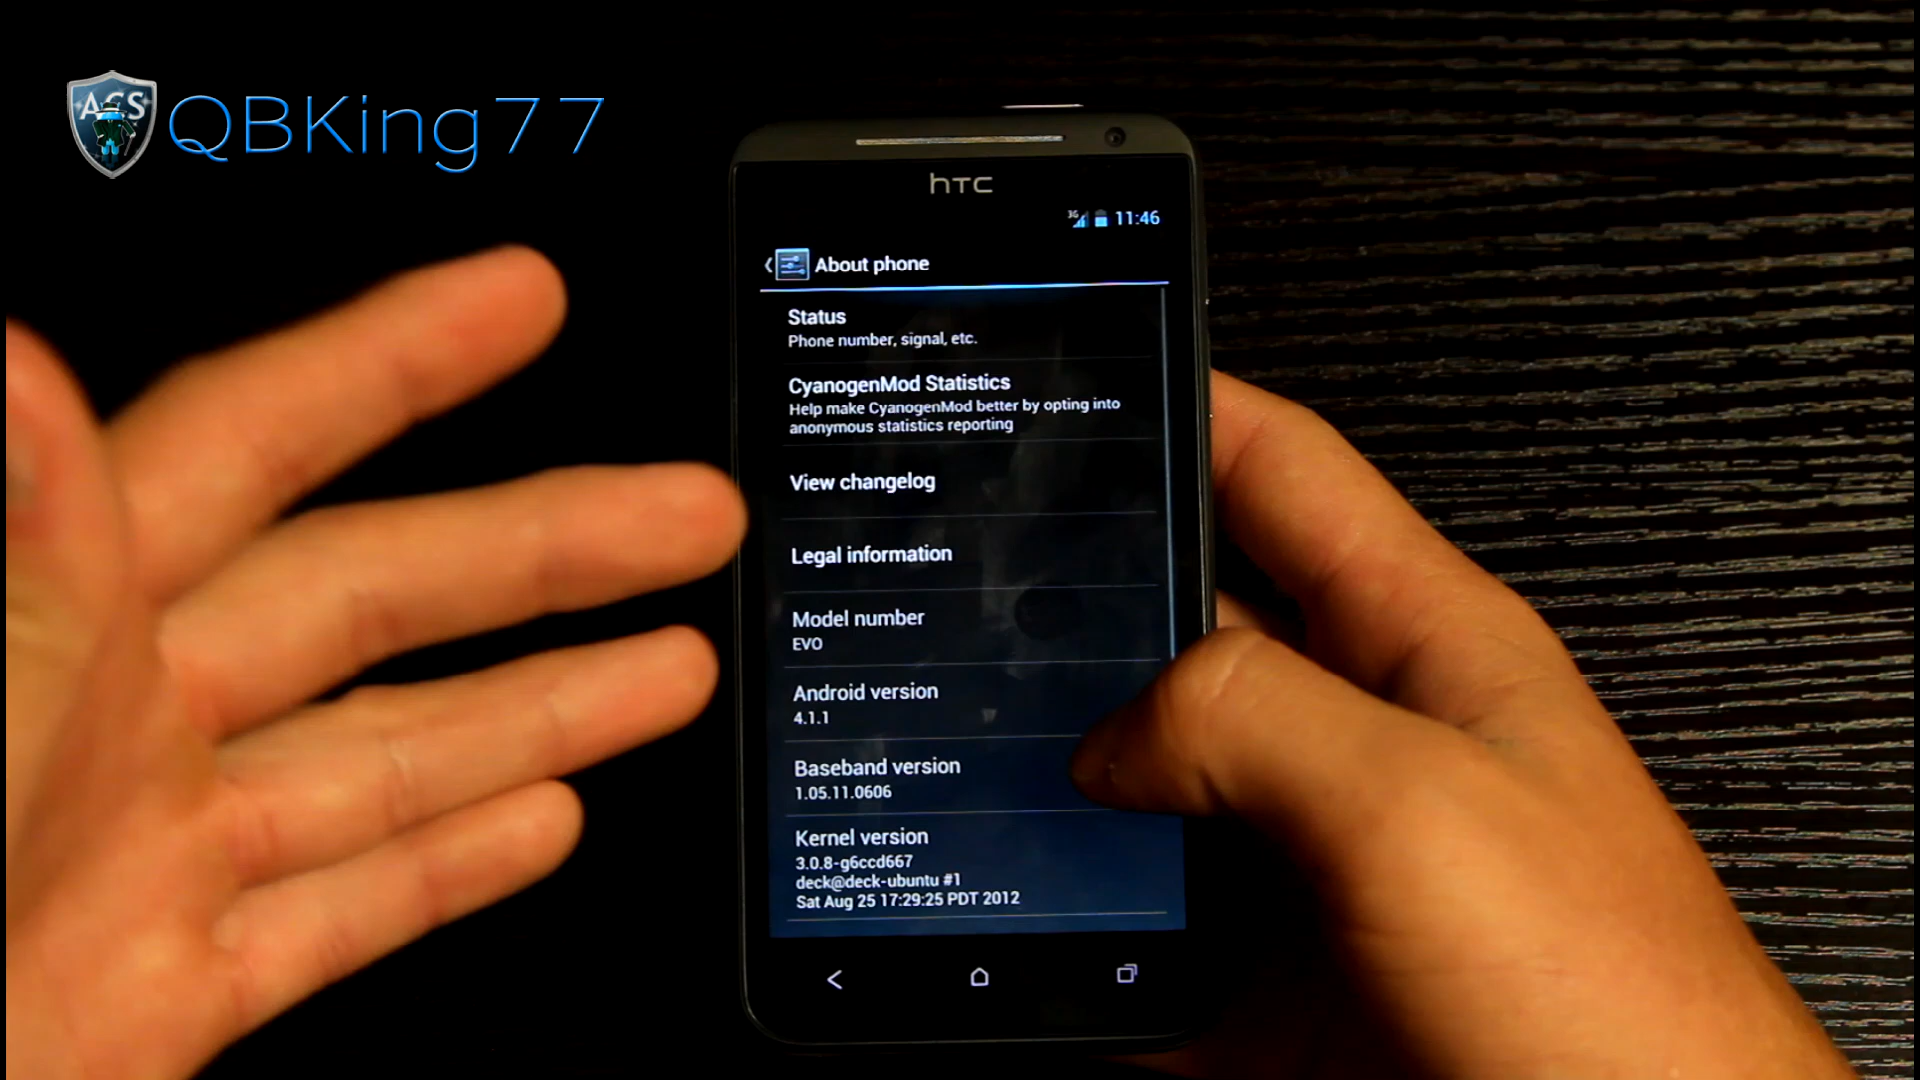 ACS
QBKing77
hTC
3G 11:46
About phone
Status
Phone number, signal, etc.
CyanogenMod Statistics
Help make CyanogenMod better by opting into
anonymous statistics reporting
View changelog
Legal information
Model number
EVO
Android version
4.1.1
Baseband version
1.05.11.0606
Kernel version
3.0.8-g6ccd667
deck@deck-ubuntu #1
Sat Aug 25 17:29:25 PDT 2012